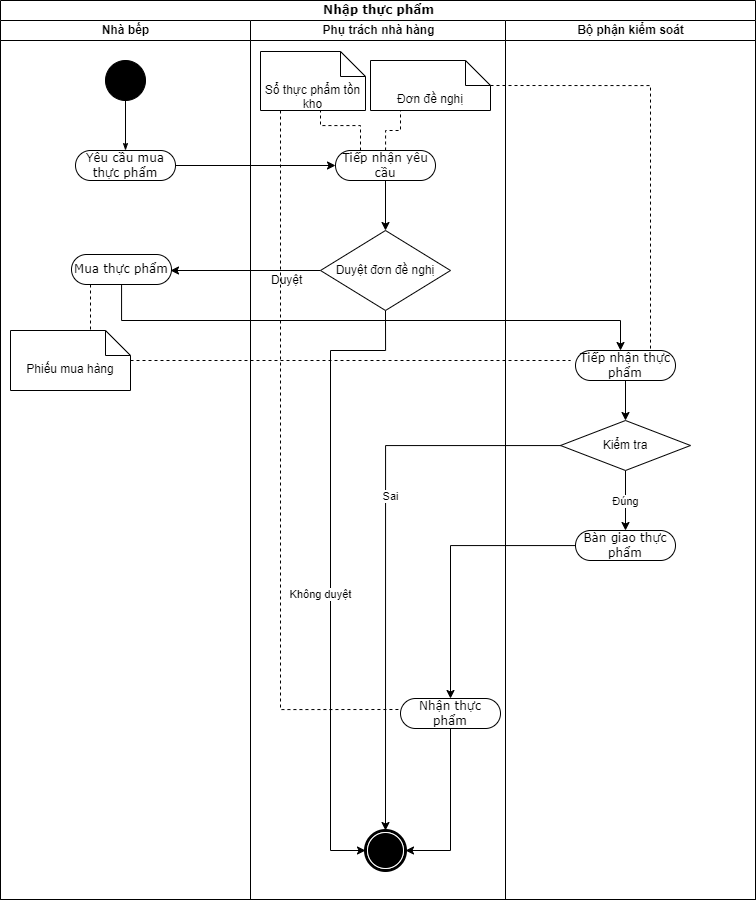 Nhập thực phẩm
Nhà bếp
Phụ trách nhà hàng
Bộ phận kiểm soát
Sổ thực phẩm tồn
kho
Đơn đề nghị
Yêu cầu mua
thực phẩm
Tiếp nhận yêu
cầu
Mua thực phẩm
Duyệt
Duyệt đơn đề nghị
Phiếu mua hàng
Tiếp nhận thực
phẩm
Kiểm tra
Sai
Đúng
Bàn giao thực
phẩm
Không duyệt
Nhận thực
phẩm